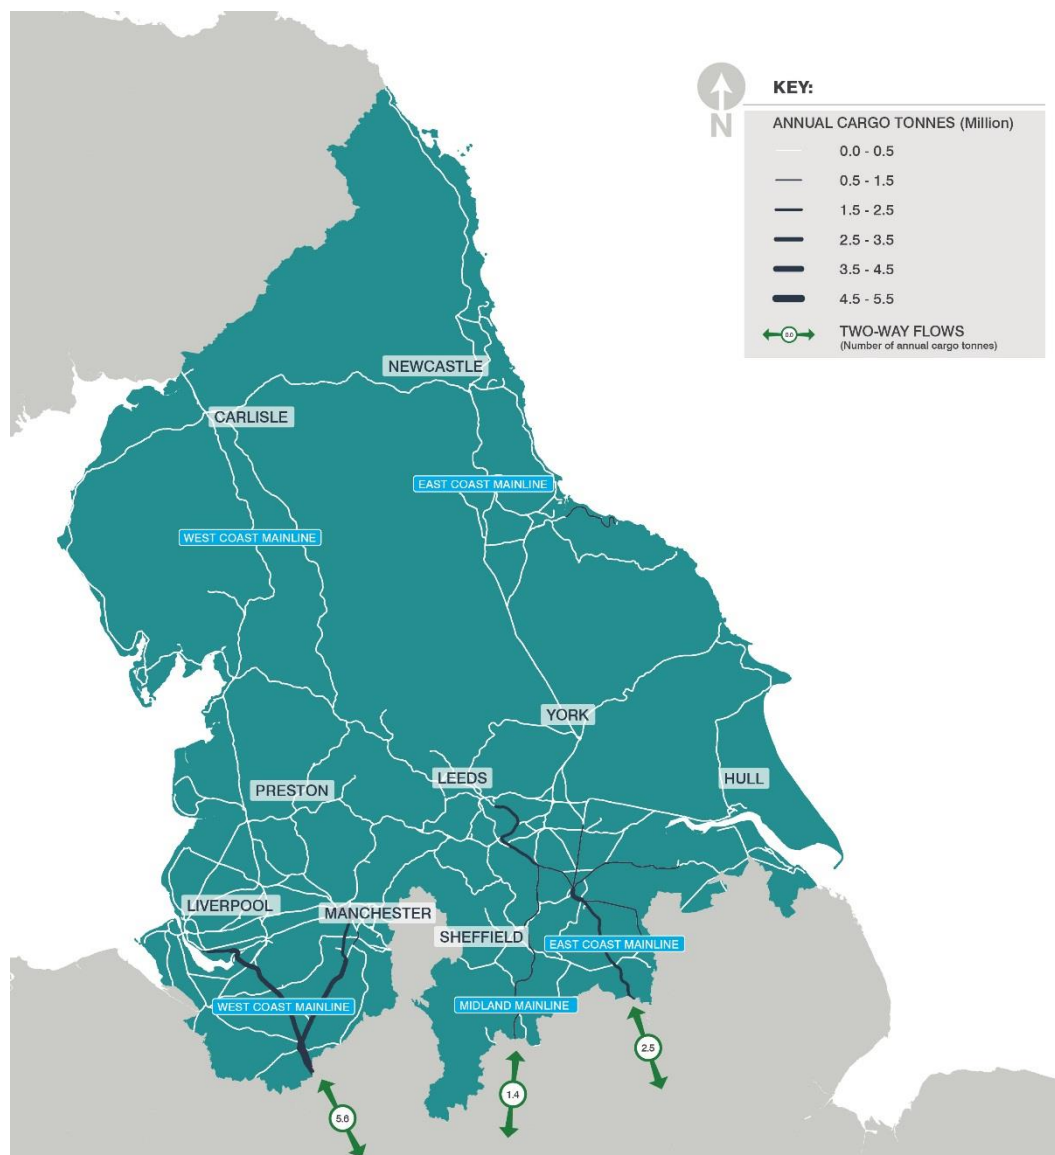 KEY:
N
ANNUAL CARGO TONNES (Million)
0.0 - 0.5
0.5 - 1.5
1.5 - 2.5
2.5 - 3.5
3.5 - 4.5
4.5 - 5.5
0.0
TWO-WAY FLOWS
(Number of annual cargo tonnes)
NEWCASTLE
CARLISLE
EAST COAST MAINLINE
WEST COAST MAINLINE
YORK
LEEDS
HULL
PRESTON
LIVERPOOL
MANCHESTER
SHEFFIELD
EAST COAST MAINLINE
WEST COAST MAINLINE
MIDLAND MAINLINE
2.5
1.4
5.6